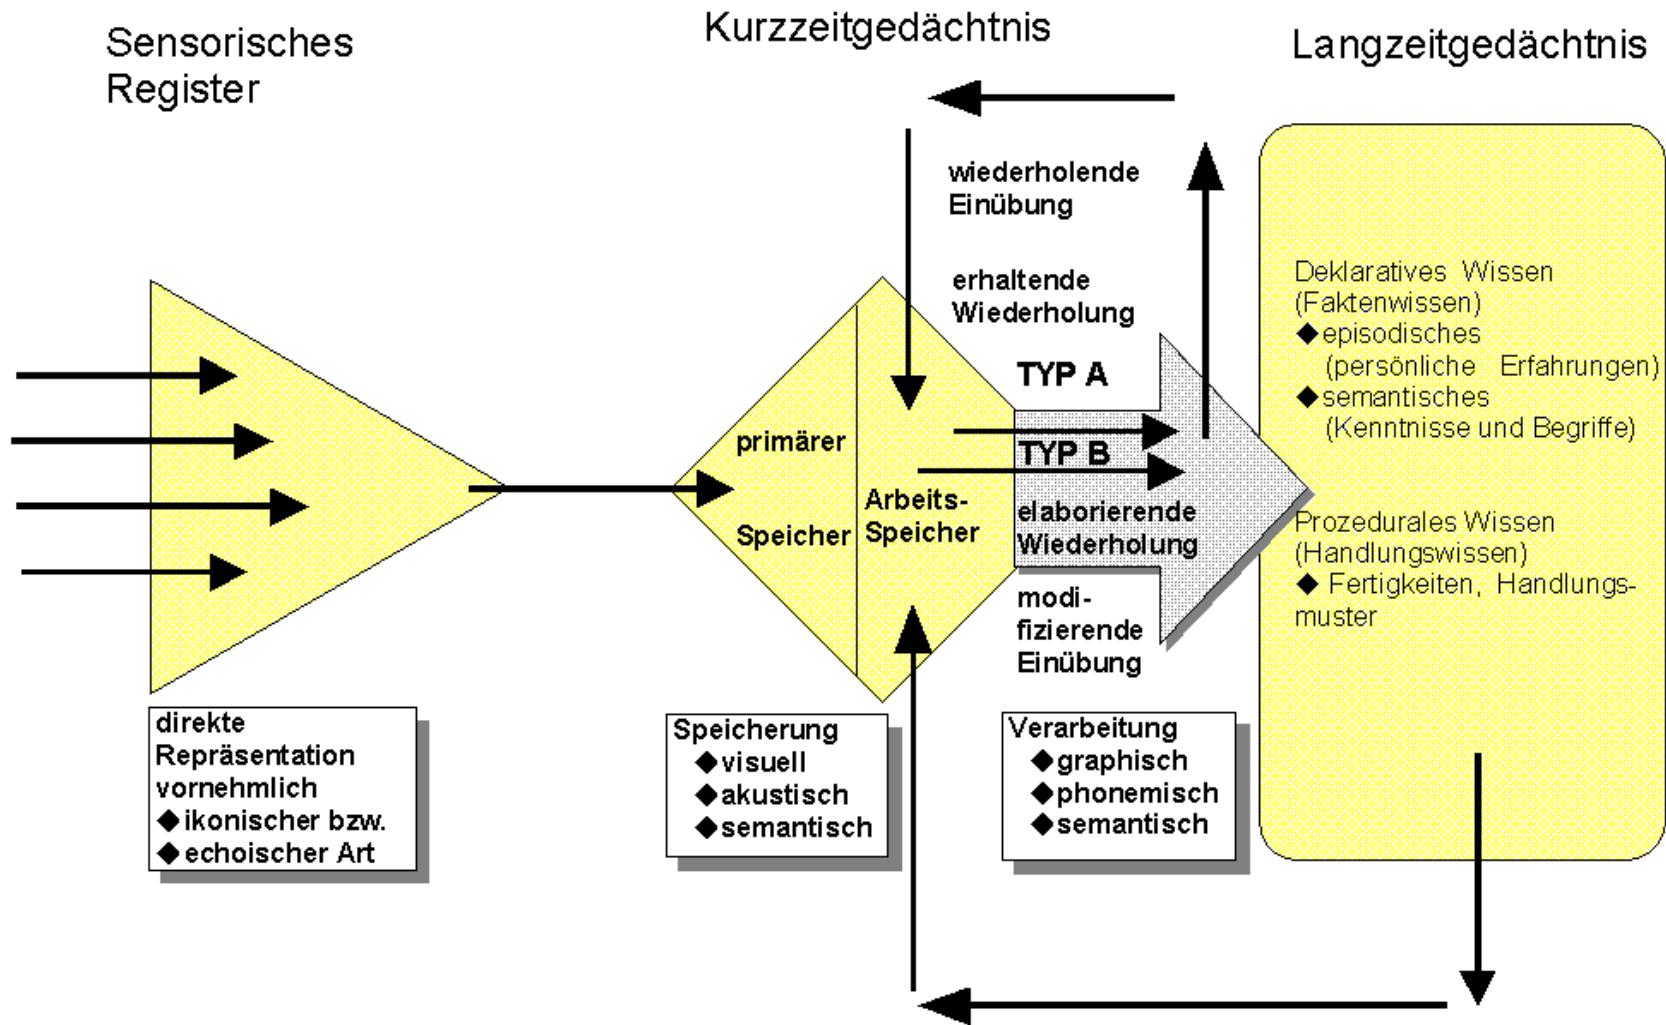 Sensorisches
Register
Kurzzeitgedächtnis
Langzeitgedächtnis
wiederholende
Einübung
erhaltende
Wiederholung
TYP A
TYP B
elaborierende
Wiederholung
modi-
fizierende
Einübung
primärer
Speicher
Arbeits-
Speicher
Deklaratives Wissen
(Faktenwissen)
◆episodisches
(persönliche Erfahrungen)
◆semantisches
(Kenntnisse und Begriffe)
Prozedurales Wissen
(Handlungswissen)
◆ Fertigkeiten, Handlungs-
muster
direkte
Repräsentation
vornehmlich
◆ikonischer bzw.
◆echoischer Art
Speicherung
◆visuell
◆akustisch
◆semantisch
Verarbeitung
◆graphisch
◆phonemisch
◆semantisch